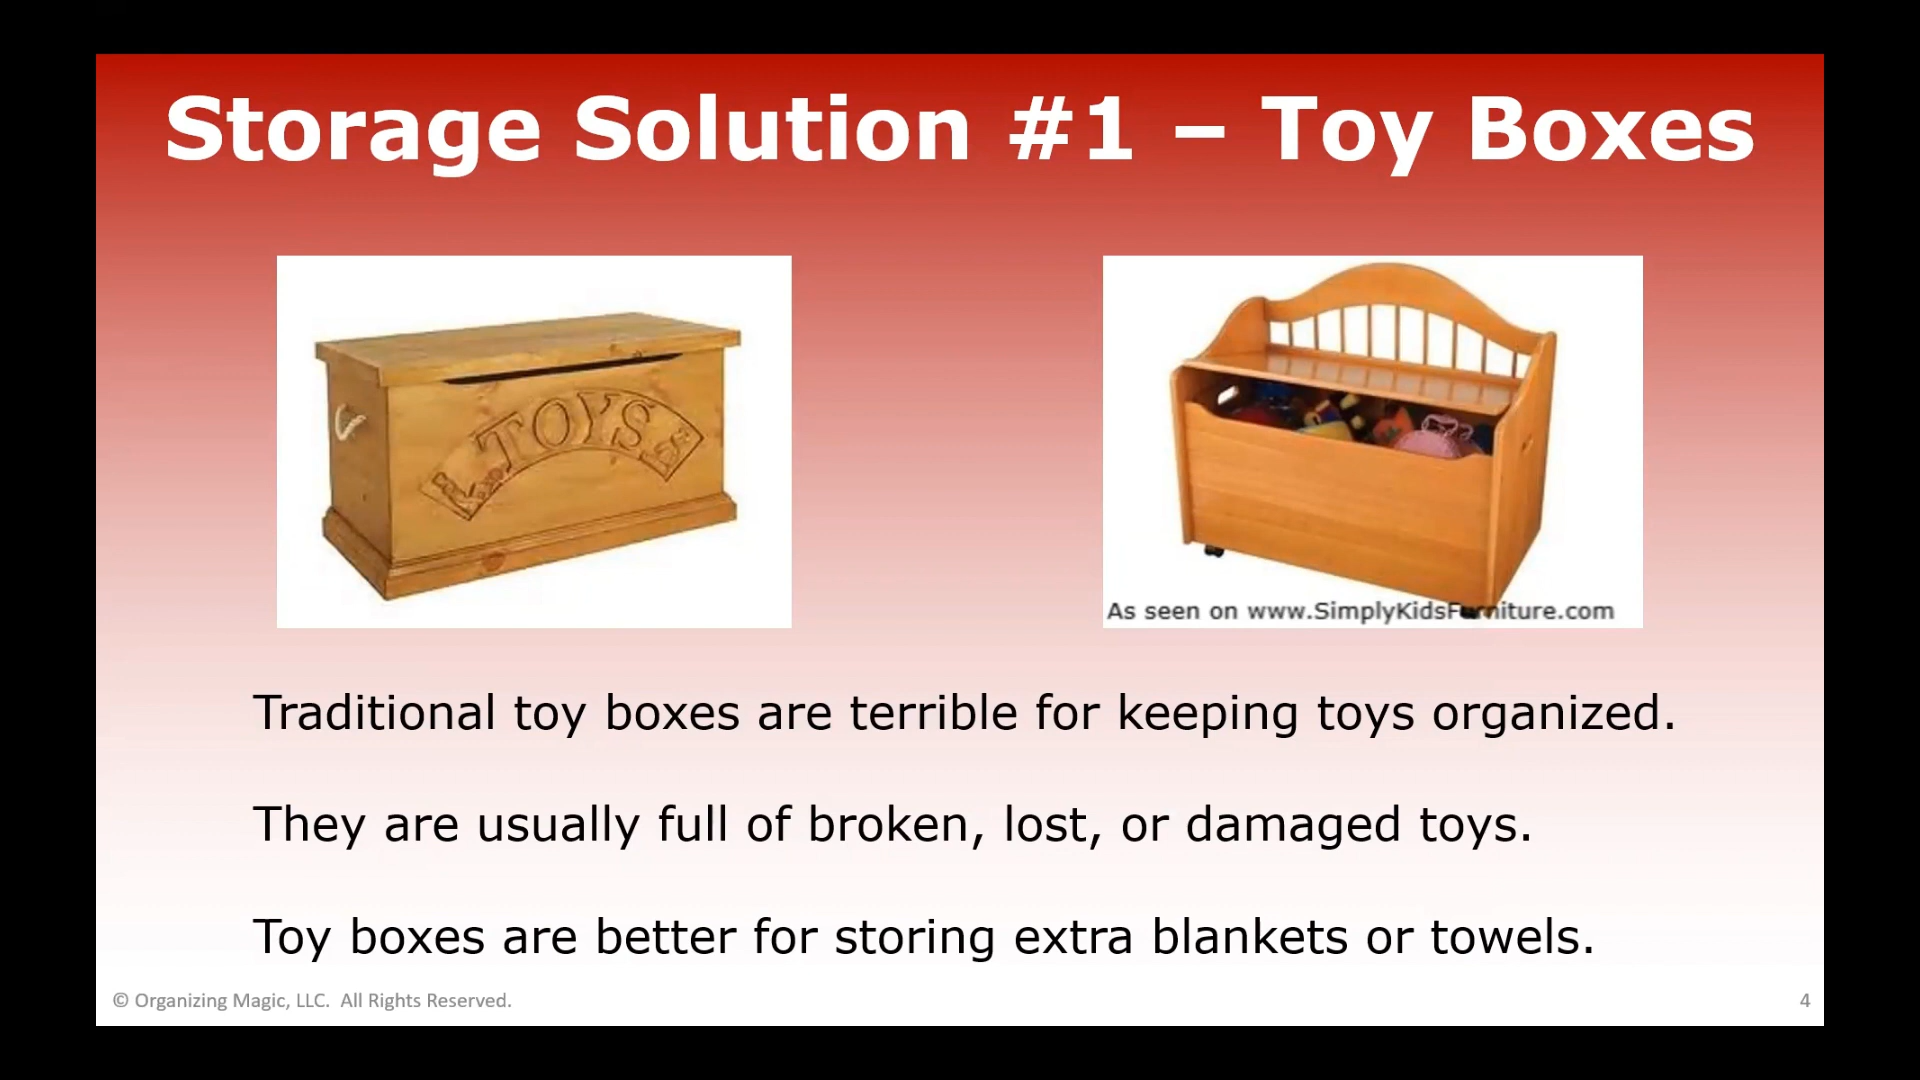 Storage Solution #1 – Toy Boxes
TOYS
As seen on www.SimplyKidsFurniture.com
Traditional toy boxes are terrible for keeping toys organized.
They are usually full of broken, lost, or damaged toys.
Toy boxes are better for storing extra blankets or towels.
© Organizing Magic, LLC.  All Rights Reserved.
4